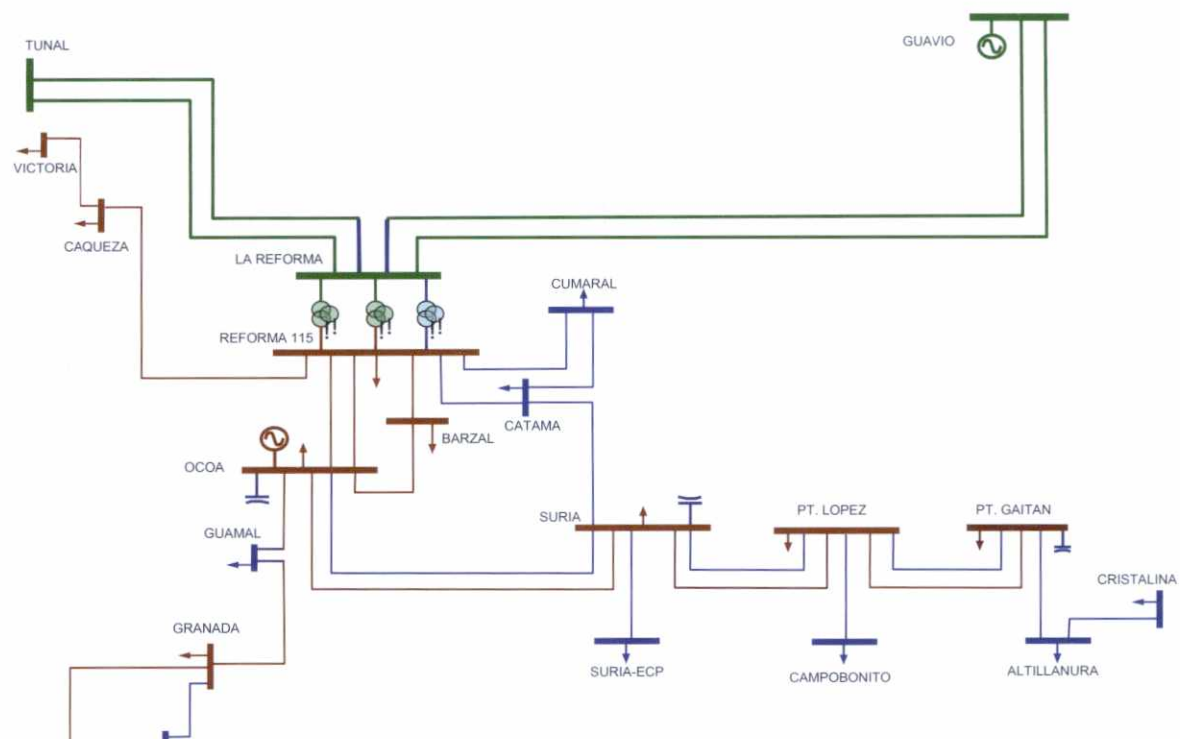 TUNAL
GUAVIO
VICTORIA
CAQUEZA
LA REFORMA
CUMARAL
REFORMA 115
CATAMA
BARZAL
OCOA
SURIA
PT. LOPEZ
PT. GAITAN
GUAMAL
CRISTALINA
GRANADA
SURIA-ECP
CAMPOBONITO
ALTILLANURA